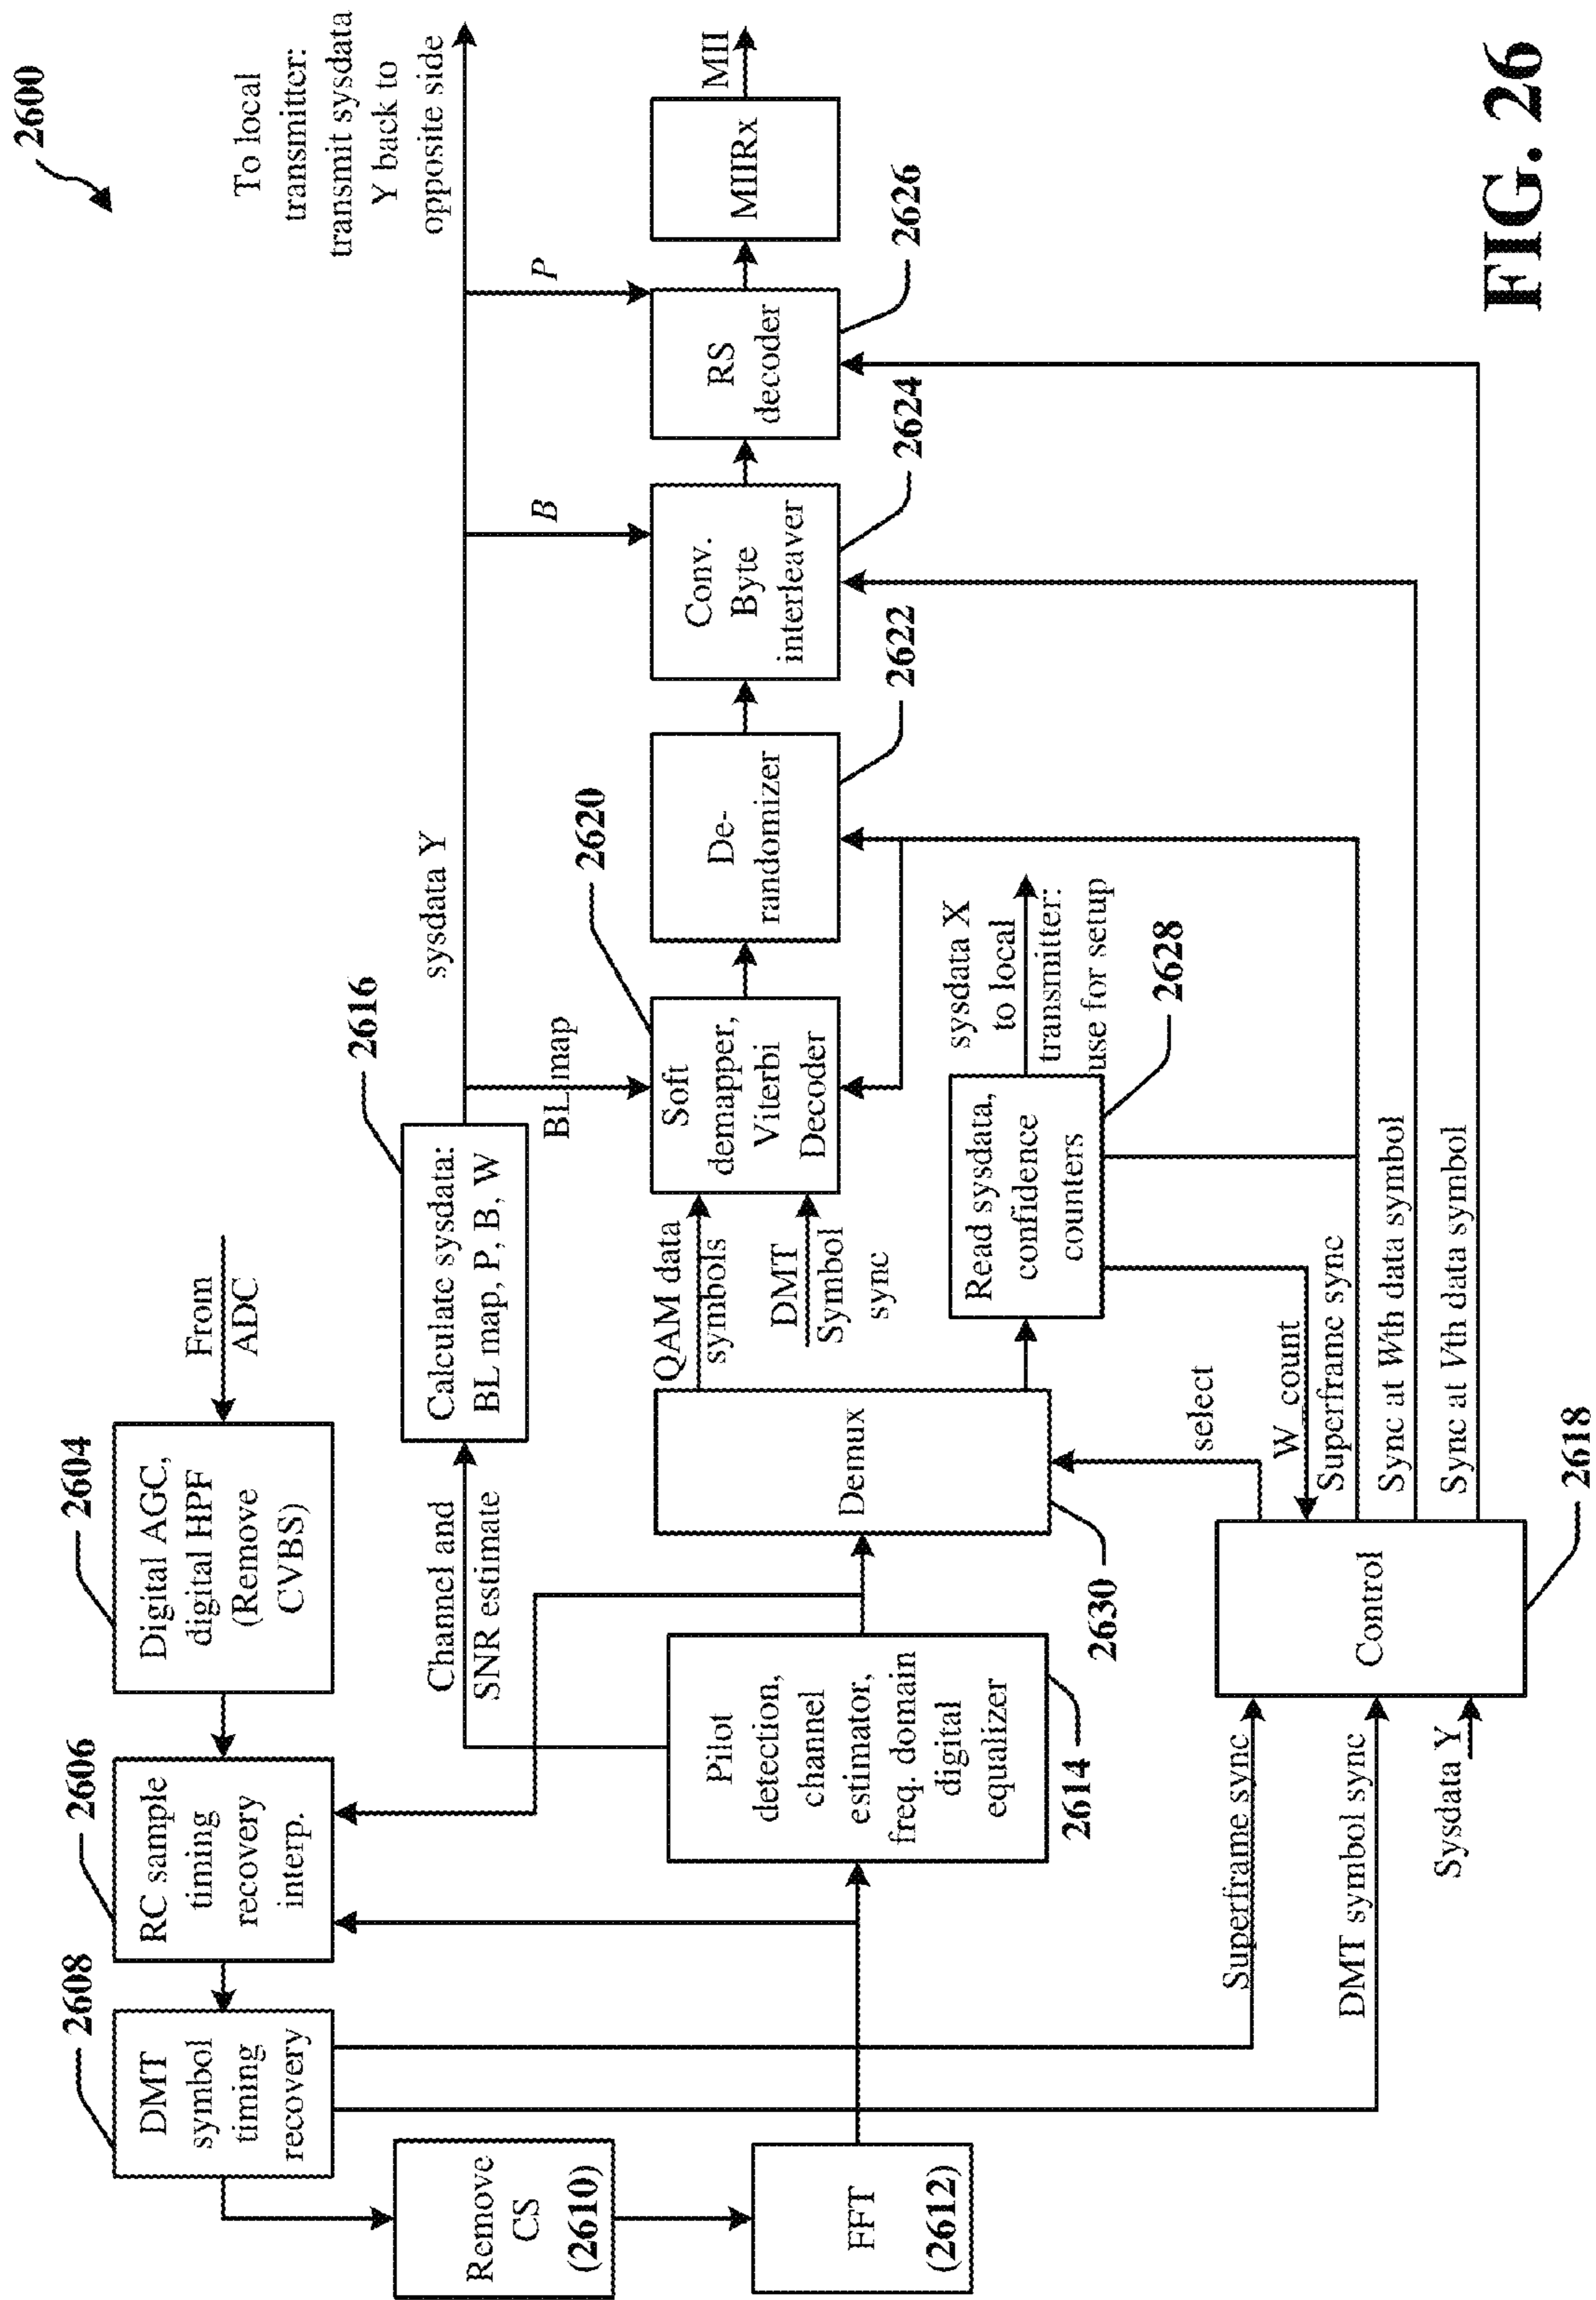 2600
From
ADC
2604
Digital AGC,
digital HPF
(Remove
CVBS)
2606
RC sample
timing
recovery
interp.
2608
DMT
symbol
timing
recovery
Remove
CS
(2610)
FFT
(2612)
Pilot
detection,
channel
estimator,
freq. domain
digital
equalizer
2614
Channel and
SNR estimate
2616
Calculate sysdata:
BL map, P, B, W
sysdata Y
To local
transmitter:
transmit sysdata
Y back to
opposite side
BL map
B
P
Demux
2630
QAM data
symbols
DMT
Symbol
sync
2620
Soft
demapper,
Viterbi
Decoder
De-
randomizer
2622
Conv.
Byte
interleaver
2624
RS
decoder
2626
MIIRx
MII
Read sysdata,
confidence
counters
2628
sysdata X
to local
transmitter:
use for setup
select
W_count
Superframe sync
Sync at Wth data symbol
Sync at Vth data symbol
Superframe sync
DMT symbol sync
Sysdata Y
Control
2618
FIG. 26